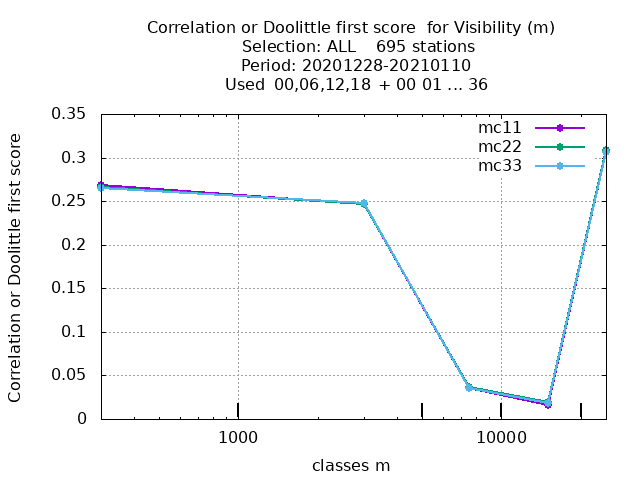 Correlation or Doolittle first score  for Visibility (m)
Selection: ALL    695 stations
Period: 20201228-20210110
Used  00,06,12,18  + 00 01 ... 36
Correlation or Doolittle first score
0.35
0.3
0.25
0.2
0.15
0.1
0.05
0
mc11
mc22
mc33
1000
10000
classes m